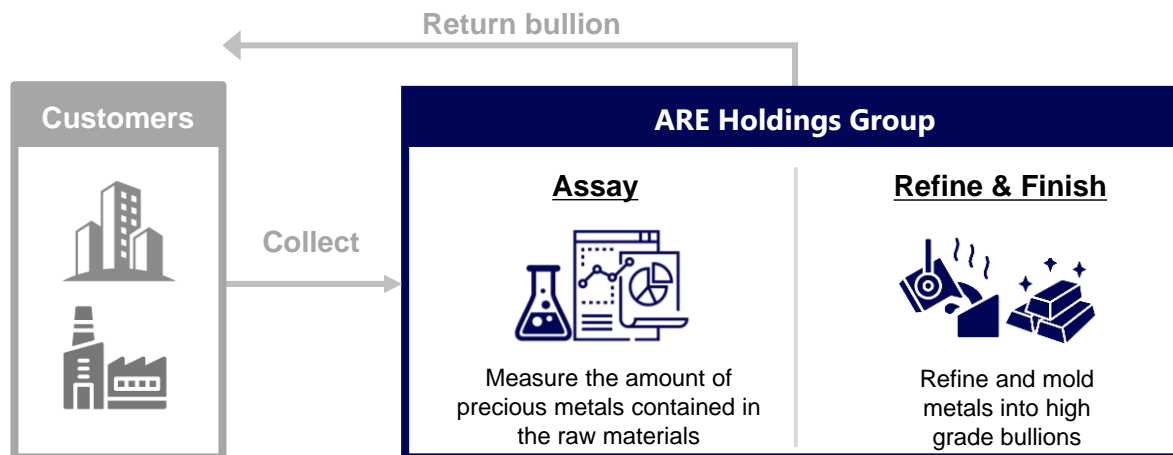 Return bullion
Customers
ARE Holdings Group
Collect
Assay
Measure the amount of
precious metals contained in
the raw materials
Refine & Finish
Refine and mold
metals into high
grade bullions